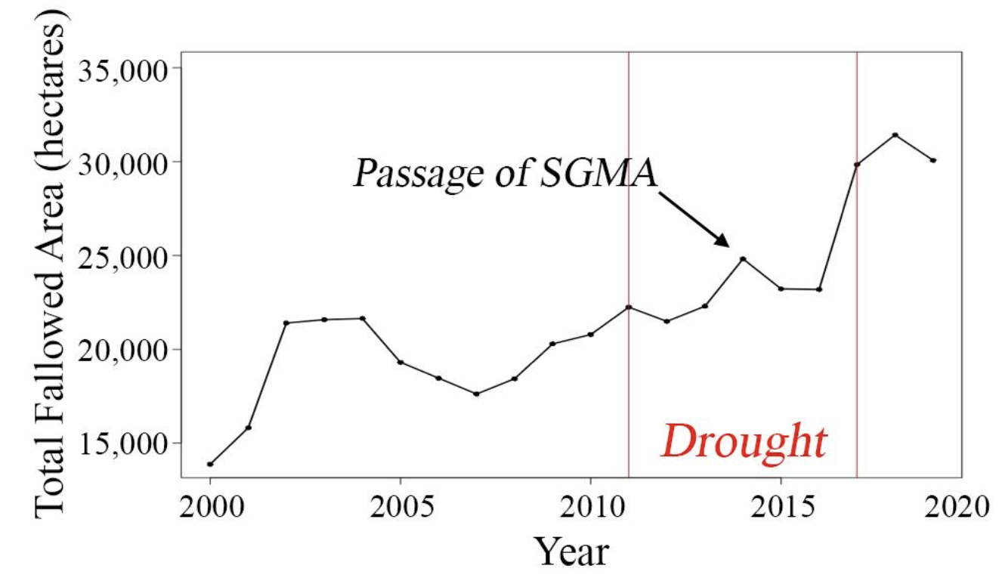 Total Fallowed Area (hectares)
35,000
30,000
25,000
20,000
15,000
Passage of SGMA
Drought
2000 2005 2010 2015 2020
Year